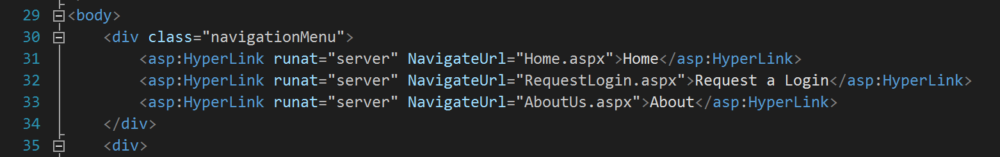 29 <body>
30 <div class="navigationMenu">
31 <asp:HyperLink runat="server" NavigateUrl="Home.aspx">Home</asp:HyperLink>
32 <asp:HyperLink runat="server" NavigateUrl="RequestLogin.aspx">Request a Login</asp:HyperLink>
33 <asp:HyperLink runat="server" NavigateUrl="AboutUs.aspx">About</asp:HyperLink>
34 </div>
35 <div>